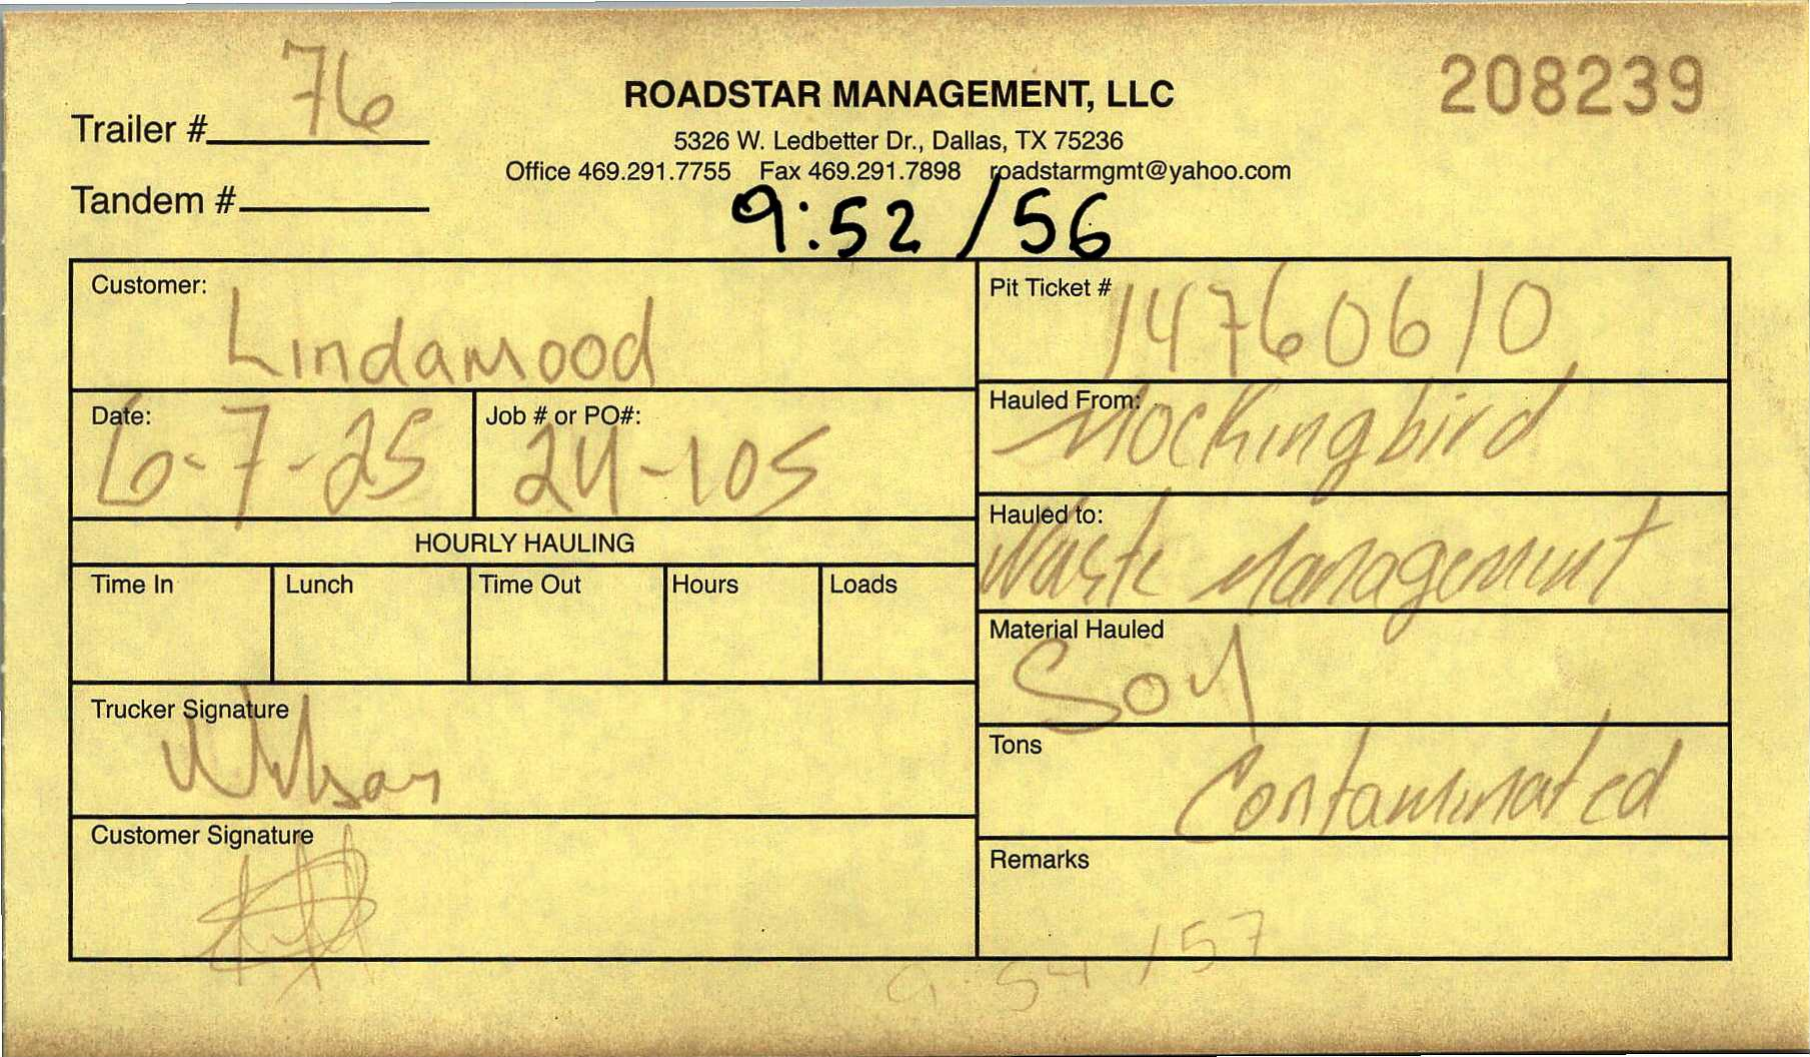 Trailer # 76
Tandem #
ROADSTAR MANAGEMENT, LLC
5326 W. Ledbetter Dr., Dallas, TX 75236
Office 469.291.7755 Fax 469.291.7898 roadstarmgmt@yahoo.com
208239
9:52 / 56
Customer:
Lindamood
Date:
6-7-25
Job # or PO#:
24-105
HOURLY HAULING
Time In
Lunch
Time Out
Hours
Loads
Trucker Signature
Wilson
Customer Signature
Pit Ticket #
14760610
Hauled From:
Mockingbird
Hauled to:
Waste Management
Material Hauled
Soil
Tons
Contaminated
Remarks
9:54 / 57